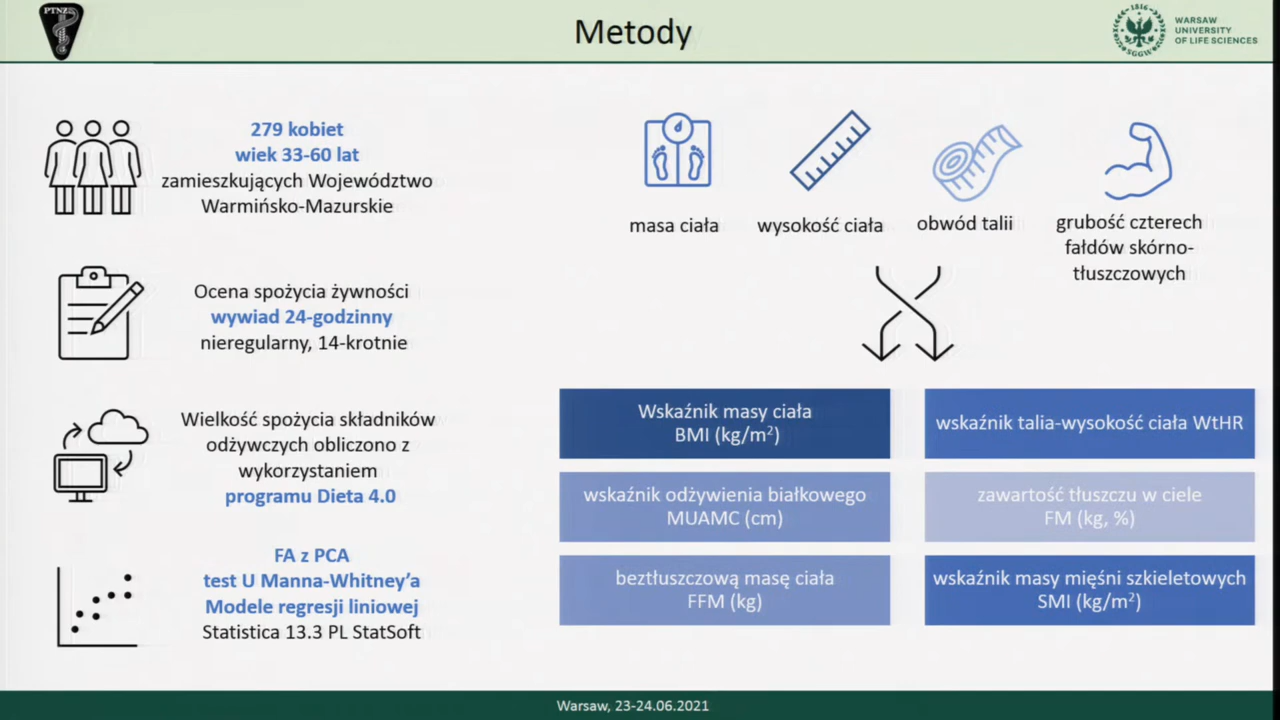 PTNŻ
Metody
1816
SGGW
WARSAW
UNIVERSITY
OF LIFE SCIENCES
279 kobiet
wiek 33-60 lat
zamieszkujących Województwo
Warmińsko-Mazurskie
Ocena spożycia żywności
wywiad 24-godzinny
nieregularny, 14-krotnie
Wielkość spożycia składników
odżywczych obliczono z
wykorzystaniem
programu Dieta 4.0
FA z PCA
test U Manna-Whitney’a
Modele regresji liniowej
Statistica 13.3 PL StatSoft
masa ciała
wysokość ciała
obwód talii
grubość czterech
fałdów skórno-
tłuszczowych
Wskaźnik masy ciała
BMI (kg/m²)
wskaźnik talia-wysokość ciała WtHR
wskaźnik odżywienia białkowego
MUAMC (cm)
zawartość tłuszczu w ciele
FM (kg, %)
beztłuszczową masę ciała
FFM (kg)
wskaźnik masy mięśni szkieletowych
SMI (kg/m²)
Warsaw, 23-24.06.2021